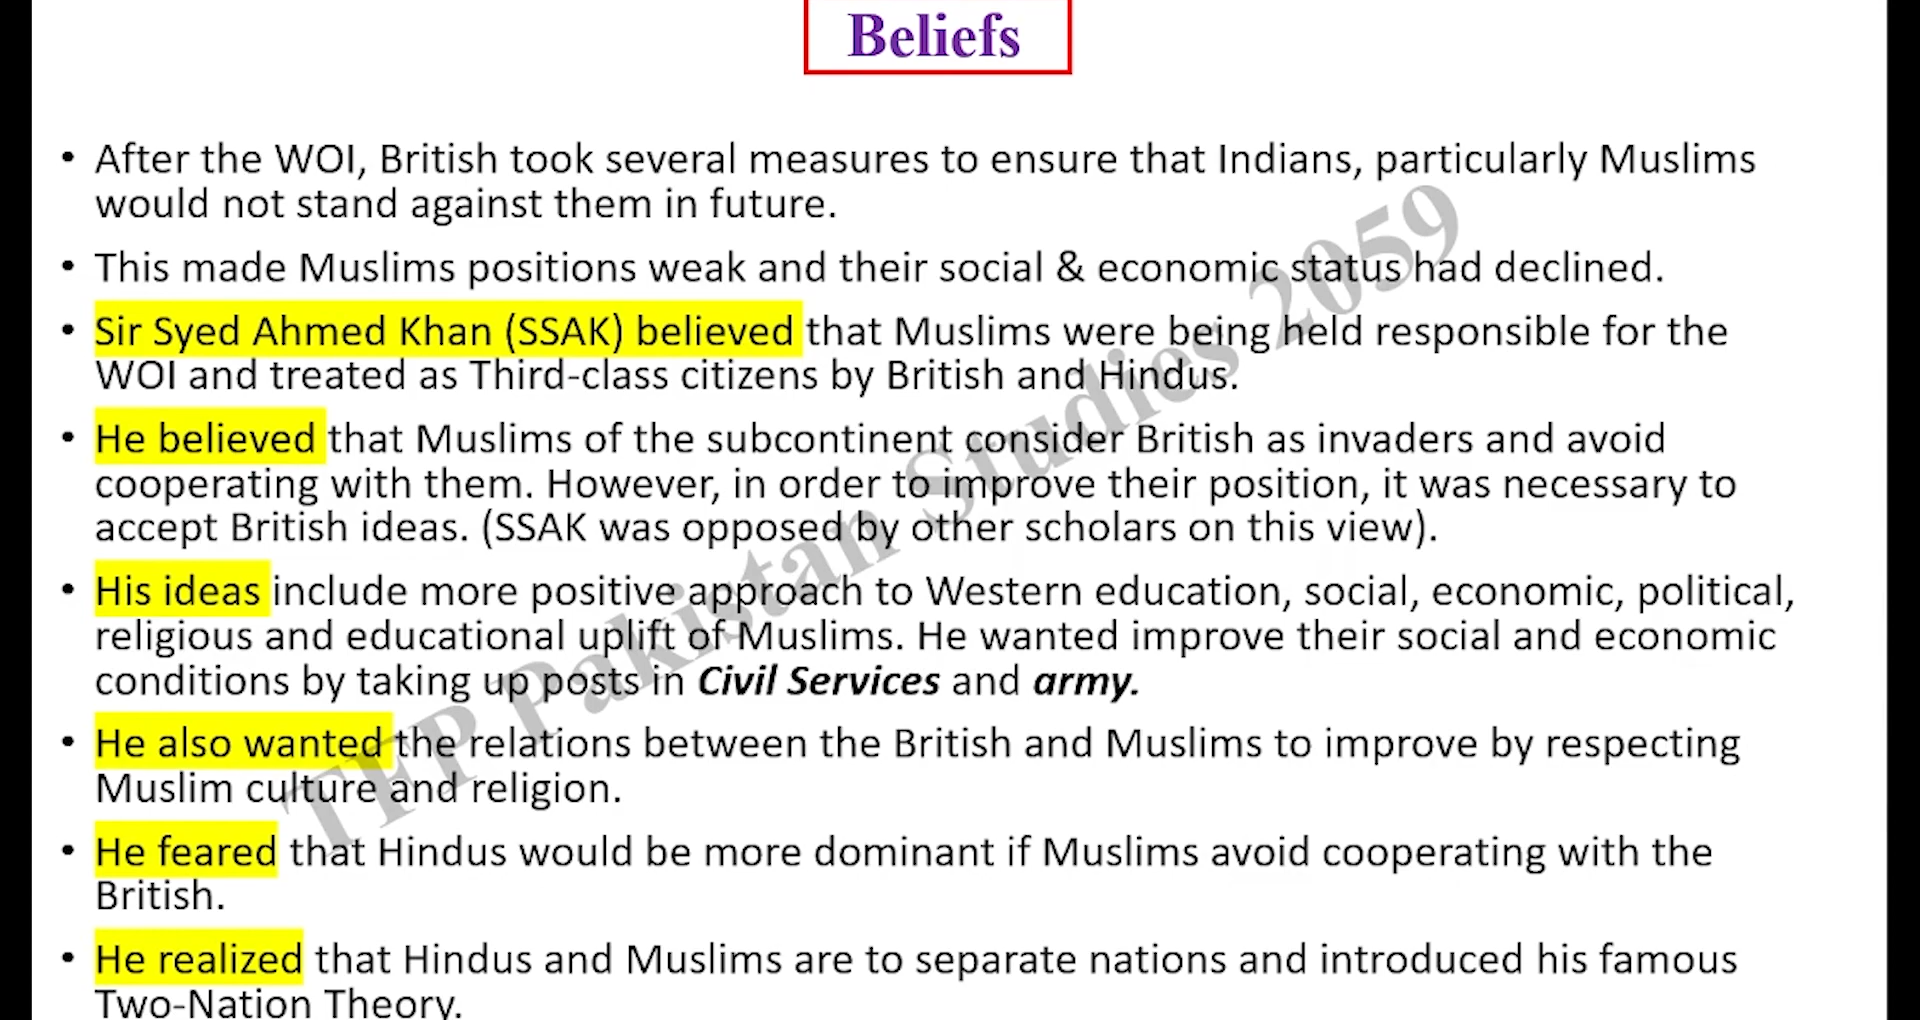 Beliefs
• After the WOI, British took several measures to ensure that Indians, particularly Muslims
would not stand against them in future.
• This made Muslims positions weak and their social & economic status had declined.
• Sir Syed Ahmed Khan (SSAK) believed that Muslims were being held responsible for the
WOI and treated as Third-class citizens by British and Hindus.
• He believed that Muslims of the subcontinent consider British as invaders and avoid
cooperating with them. However, in order to improve their position, it was necessary to
accept British ideas. (SSAK was opposed by other scholars on this view).
• His ideas include more positive approach to Western education, social, economic, political,
religious and educational uplift of Muslims. He wanted improve their social and economic
conditions by taking up posts in Civil Services and army.
• He also wanted the relations between the British and Muslims to improve by respecting
Muslim culture and religion.
• He feared that Hindus would be more dominant if Muslims avoid cooperating with the
British.
• He realized that Hindus and Muslims are to separate nations and introduced his famous
Two-Nation Theory.
TFP Pakistan Studies 2059